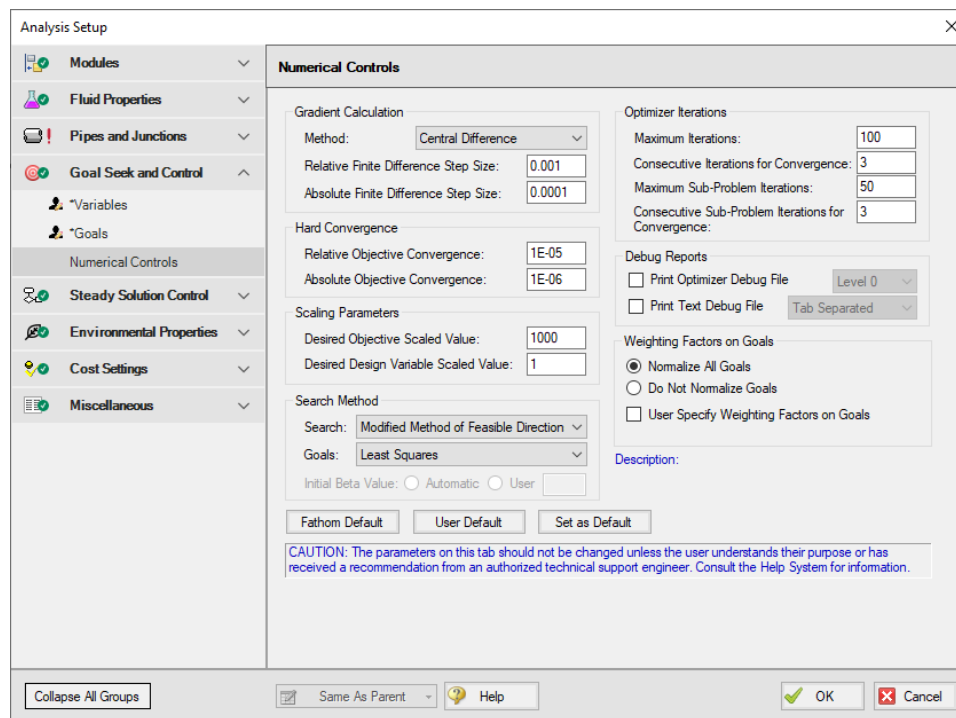 Analysis Setup
Modules
Fluid Properties
Pipes and Junctions
Goal Seek and Control
*Variables
*Goals
Numerical Controls
Steady Solution Control
Environmental Properties
Cost Settings
Miscellaneous
Numerical Controls
Gradient Calculation
Method: Central Difference
Relative Finite Difference Step Size: 0.001
Absolute Finite Difference Step Size: 0.0001
Hard Convergence
Relative Objective Convergence: 1E-05
Absolute Objective Convergence: 1E-06
Scaling Parameters
Desired Objective Scaled Value: 1000
Desired Design Variable Scaled Value: 1
Search Method
Search: Modified Method of Feasible Direction
Goals: Least Squares
Initial Beta Value: Automatic User
Optimizer Iterations
Maximum Iterations: 100
Consecutive Iterations for Convergence: 3
Maximum Sub-Problem Iterations: 50
Consecutive Sub-Problem Iterations for 3
Convergence:
Debug Reports
Print Optimizer Debug File Level 0
Print Text Debug File Tab Separated
Weighting Factors on Goals
Normalize All Goals
Do Not Normalize Goals
User Specify Weighting Factors on Goals
Description:
Fathom Default User Default Set as Default
CAUTION: The parameters on this tab should not be changed unless the user understands their purpose or has
received a recommendation from an authorized technical support engineer. Consult the Help System for information.
Collapse All Groups Same As Parent Help OK Cancel